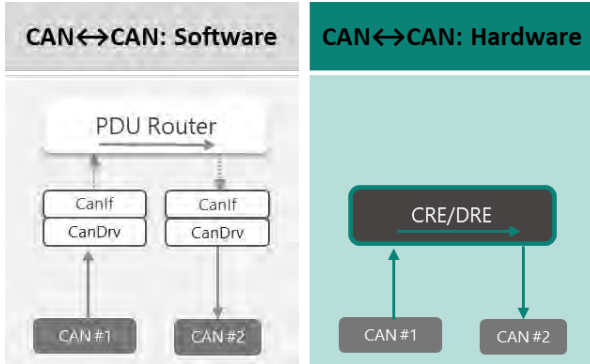 CAN↔CAN: Software
PDU Router
CanIf
CanDrv
CanIf
CanDrv
CAN #1
CAN #2
CAN↔CAN: Hardware
CRE/DRE
CAN #1
CAN #2